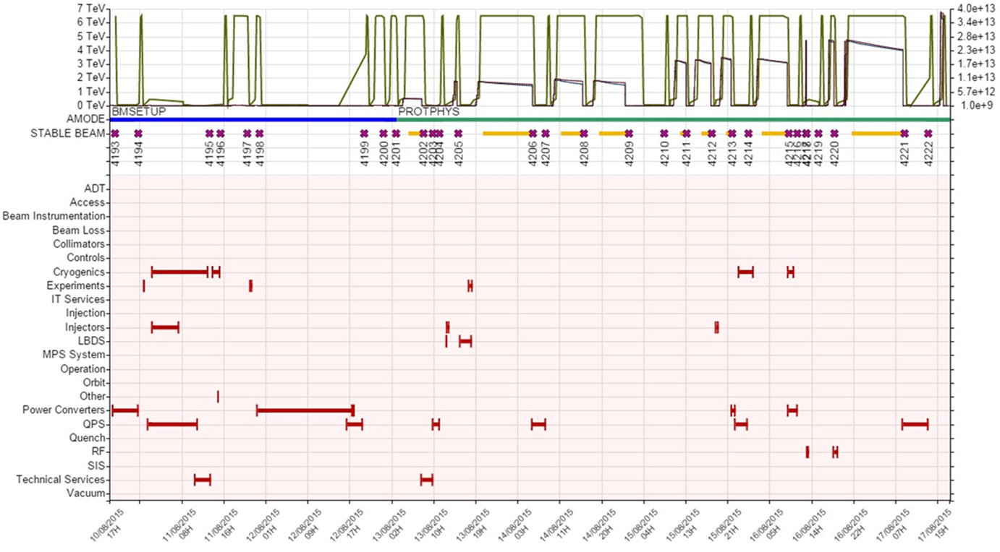 7 TeV
6 TeV
5 TeV
4 TeV
3 TeV
2 TeV
1 TeV
0 TeV
4.0e+13
3.4e+13
2.8e+13
2.3e+13
1.7e+13
1.1e+13
5.7e+12
1.0e+9
BMSETUP
PROTPHYS
AMODE
STABLE BEAM
4193
4194
4195
4196
4197
4198
4199
4200
4201
4202
4203
4204
4205
4206
4207
4208
4209
4210
4211
4212
4213
4214
4215
4216
4218
4219
4220
4221
4222
ADT
Access
Beam Instrumentation
Beam Loss
Collimators
Controls
Cryogenics
Experiments
IT Services
Injection
Injectors
LBDS
MPS System
Operation
Orbit
Other
Power Converters
QPS
Quench
RF
SIS
Technical Services
Vacuum
10/08/2015
17H
11/08/2015
08H
11/08/2015
16H
12/08/2015
01H
12/08/2015
09H
12/08/2015
17H
13/08/2015
02H
13/08/2015
10H
13/08/2015
19H
14/08/2015
03H
14/08/2015
11H
14/08/2015
20H
15/08/2015
04H
15/08/2015
13H
15/08/2015
21H
16/08/2015
05H
16/08/2015
14H
16/08/2015
22H
17/08/2015
07H
17/08/2015
15H